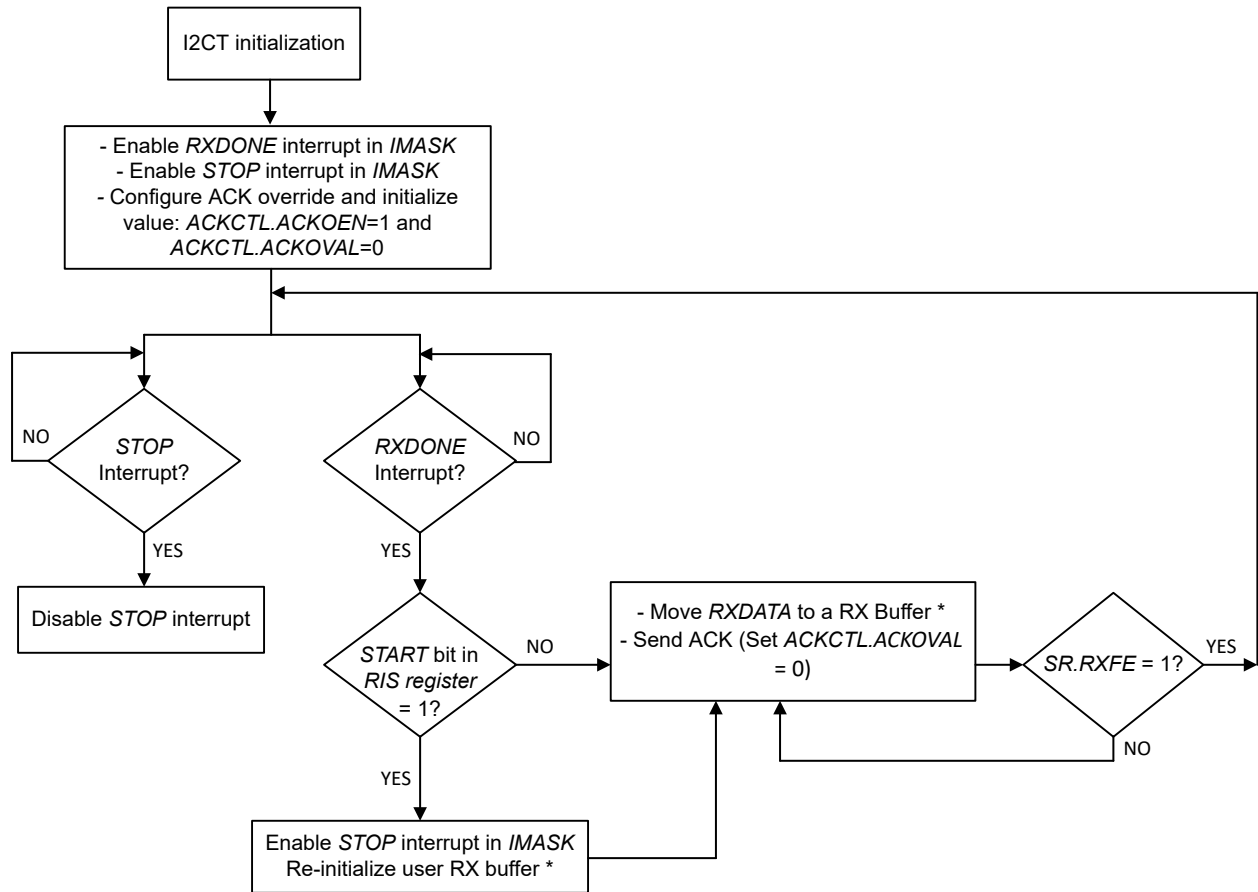 I2CT initialization
- Enable RXDONE interrupt in IMASK
- Enable STOP interrupt in IMASK
- Configure ACK override and initialize
value: ACKCTL.ACKOEN=1 and
ACKCTL.ACKOVAL=0
NO
STOP
Interrupt?
YES
Disable STOP interrupt
RXDONE
Interrupt?
NO
YES
START bit in
RIS register
= 1?
NO
YES
Enable STOP interrupt in IMASK
Re-initialize user RX buffer *
- Move RXDATA to a RX Buffer *
- Send ACK (Set ACKCTL.ACKOVAL
= 0)
SR.RXFE = 1?
YES
NO